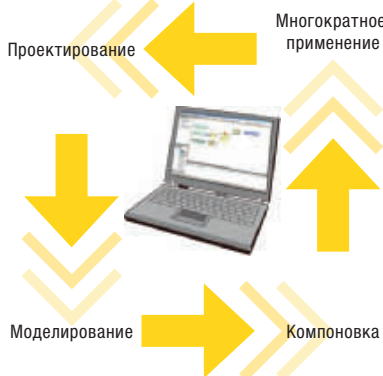 Многократное
применение
Проектирование
Моделирование
Компоновка